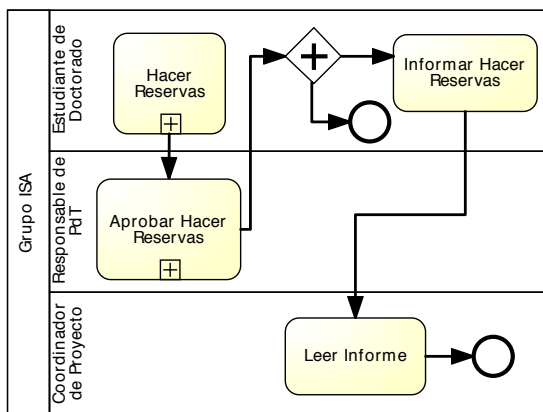 Grupo ISA
Estudiante de
Doctorado
Hacer
Reservas
Informar Hacer
Reservas
Responsable de
PdT
Aprobar Hacer
Reservas
Coordinador
de Proyecto
Leer Informe